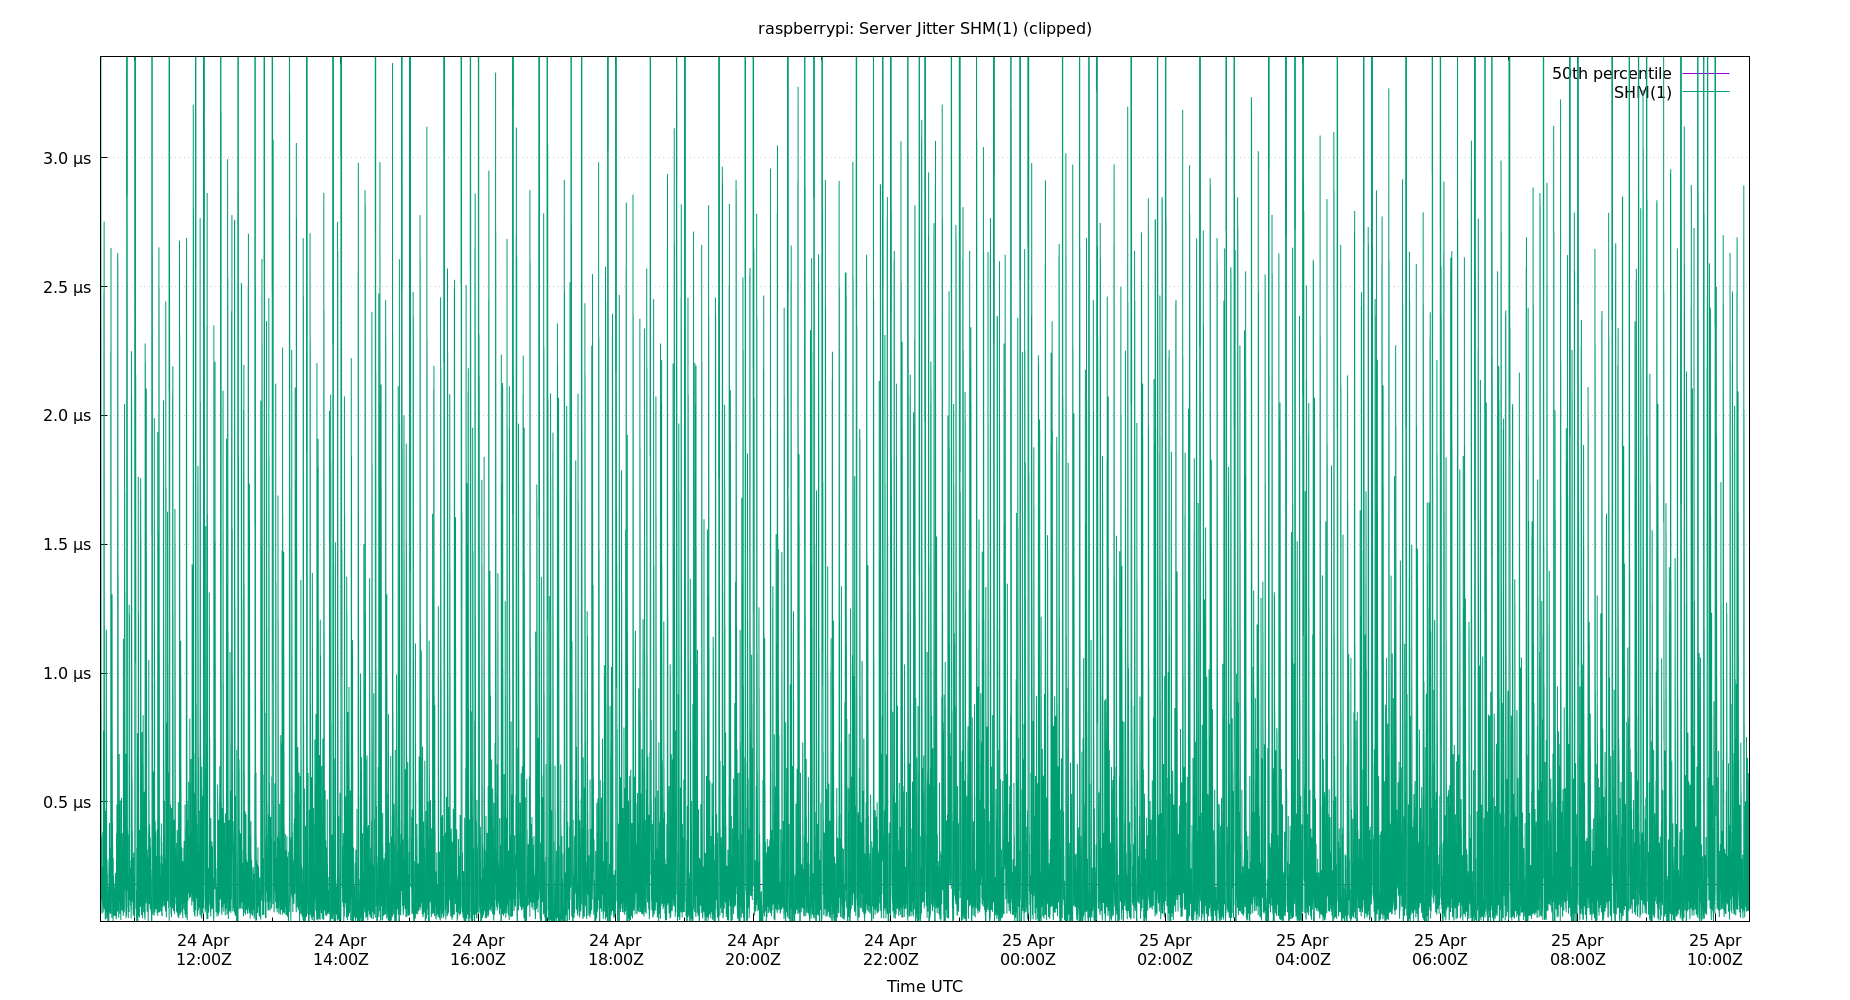 raspberrypi: Server Jitter SHM(1) (clipped)
50th percentile
SHM(1)
3.0 µs
2.5 µs
2.0 µs
1.5 µs
1.0 µs
0.5 µs
24 Apr 24 Apr 24 Apr 24 Apr 24 Apr 24 Apr 25 Apr 25 Apr 25 Apr 25 Apr 25 Apr 25 Apr
12:00Z 14:00Z 16:00Z 18:00Z 20:00Z 22:00Z 00:00Z 02:00Z 04:00Z 06:00Z 08:00Z 10:00Z
Time UTC